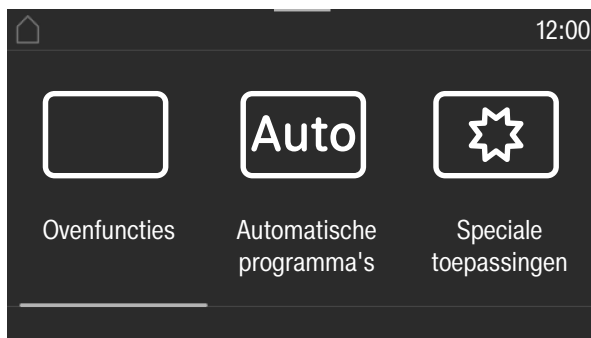 12:00
Auto
Ovenfuncties
Automatische
programma's
Speciale
toepassingen